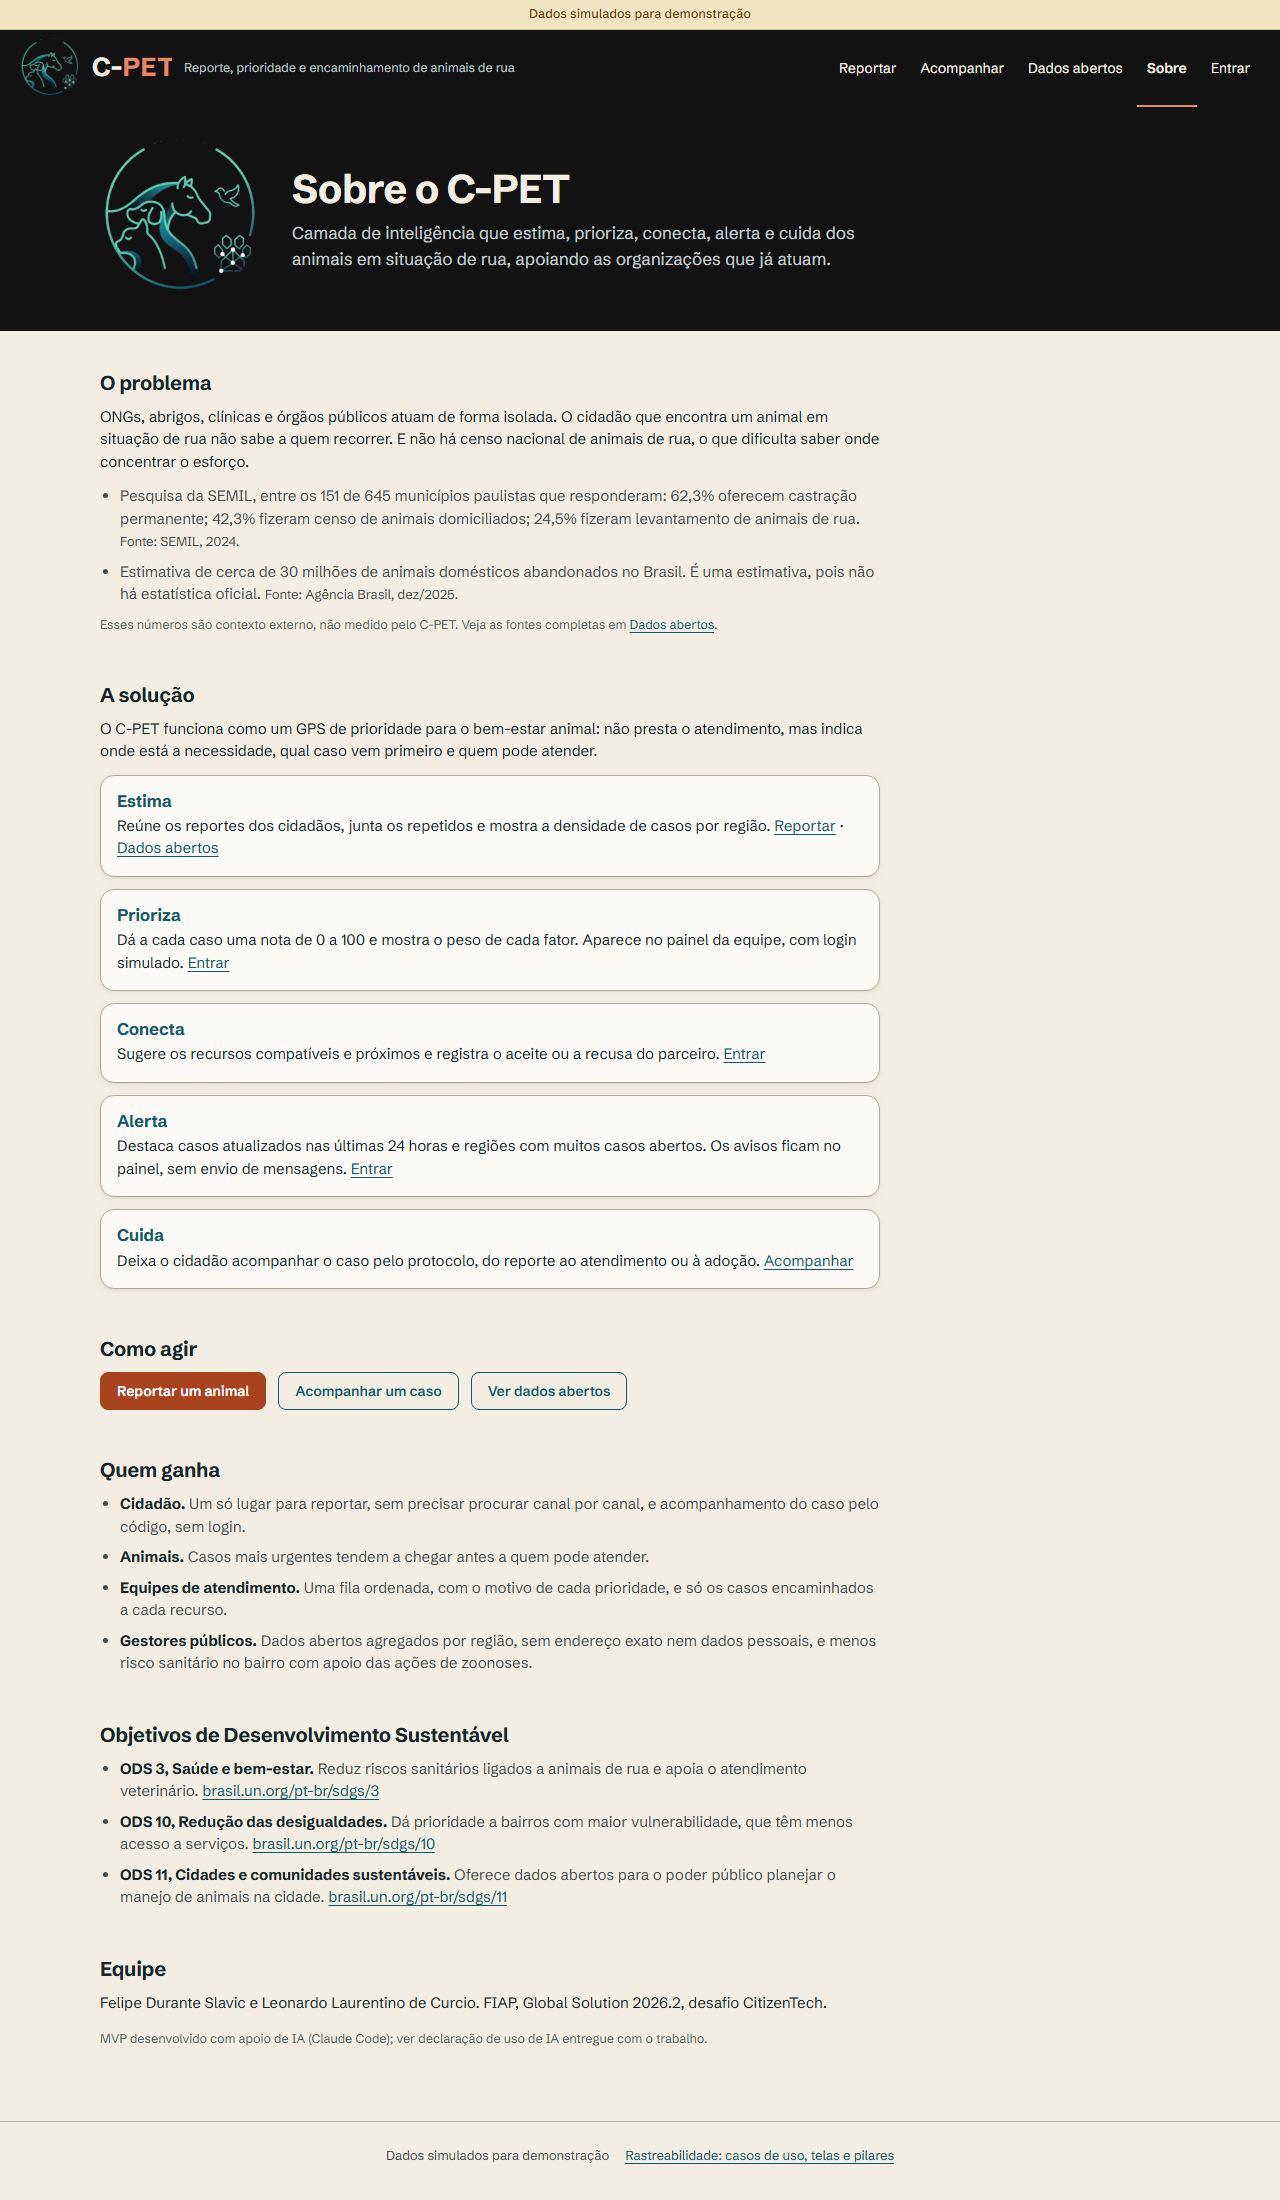 Dados simulados para demonstração
C-PET Reporte, prioridade e encaminhamento de animais de rua
Reportar Acompanhar Dados abertos Sobre Entrar
Sobre o C-PET
Camada de inteligência que estima, prioriza, conecta, alerta e cuida dos
animais em situação de rua, apoiando as organizações que já atuam.
O problema
ONGs, abrigos, clínicas e órgãos públicos atuam de forma isolada. O cidadão que encontra um animal em
situação de rua não sabe a quem recorrer. E não há censo nacional de animais de rua, o que dificulta saber onde
concentrar o esforço.
• Pesquisa da SEMIL, entre os 151 de 645 municípios paulistas que responderam: 62,3% oferecem castração
permanente; 42,3% fizeram censo de animais domiciliados; 24,5% fizeram levantamento de animais de rua.
Fonte: SEMIL, 2024.
• Estimativa de cerca de 30 milhões de animais domésticos abandonados no Brasil. É uma estimativa, pois não
há estatística oficial. Fonte: Agência Brasil, dez/2025.
Esses números são contexto externo, não medido pelo C-PET. Veja as fontes completas em Dados abertos.
A solução
O C-PET funciona como um GPS de prioridade para o bem-estar animal: não presta o atendimento, mas indica
onde está a necessidade, qual caso vem primeiro e quem pode atender.
Estima
Reúne os reportes dos cidadãos, junta os repetidos e mostra a densidade de casos por região. Reportar ·
Dados abertos
Prioriza
Dá a cada caso uma nota de 0 a 100 e mostra o peso de cada fator. Aparece no painel da equipe, com login
simulado. Entrar
Conecta
Sugere os recursos compatíveis e próximos e registra o aceite ou a recusa do parceiro. Entrar
Alerta
Destaca casos atualizados nas últimas 24 horas e regiões com muitos casos abertos. Os avisos ficam no
painel, sem envio de mensagens. Entrar
Cuida
Deixa o cidadão acompanhar o caso pelo protocolo, do reporte ao atendimento ou à adoção. Acompanhar
Como agir
Reportar um animal Acompanhar um caso Ver dados abertos
Quem ganha
• Cidadão. Um só lugar para reportar, sem precisar procurar canal por canal, e acompanhamento do caso pelo
código, sem login.
• Animais. Casos mais urgentes tendem a chegar antes a quem pode atender.
• Equipes de atendimento. Uma fila ordenada, com o motivo de cada prioridade, e só os casos encaminhados
a cada recurso.
• Gestores públicos. Dados abertos agregados por região, sem endereço exato nem dados pessoais, e menos
risco sanitário no bairro com apoio das ações de zoonoses.
Objetivos de Desenvolvimento Sustentável
• ODS 3, Saúde e bem-estar. Reduz riscos sanitários ligados a animais de rua e apoia o atendimento
veterinário. brasil.un.org/pt-br/sdgs/3
• ODS 10, Redução das desigualdades. Dá prioridade a bairros com maior vulnerabilidade, que têm menos
acesso a serviços. brasil.un.org/pt-br/sdgs/10
• ODS 11, Cidades e comunidades sustentáveis. Oferece dados abertos para o poder público planejar o
manejo de animais na cidade. brasil.un.org/pt-br/sdgs/11
Equipe
Felipe Durante Slavic e Leonardo Laurentino de Curcio. FIAP, Global Solution 2026.2, desafio CitizenTech.
MVP desenvolvido com apoio de IA (Claude Code); ver declaração de uso de IA entregue com o trabalho.
Dados simulados para demonstração Rastreabilidade: casos de uso, telas e pilares